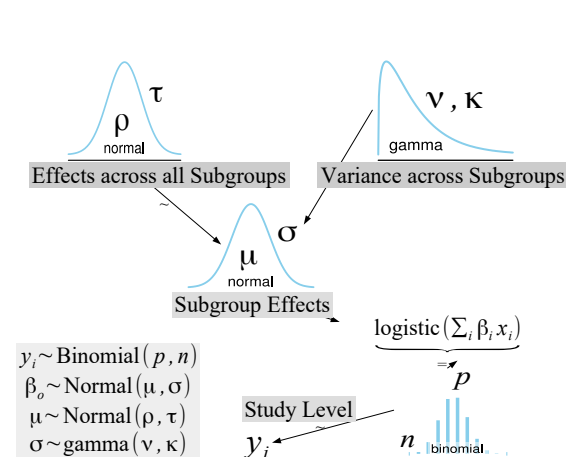 τ
ρ
normal
ν , κ
gamma
Effects across all Subgroups
Variance across Subgroups
~
σ
μ
normal
Subgroup Effects
logistic(∑ᵢ βᵢ xᵢ)
=
p
yᵢ ~ Binomial(p, n)
βₒ ~ Normal(μ, σ)
μ ~ Normal(ρ, τ)
σ ~ gamma(ν, κ)
Study Level
~
yᵢ
n
binomial